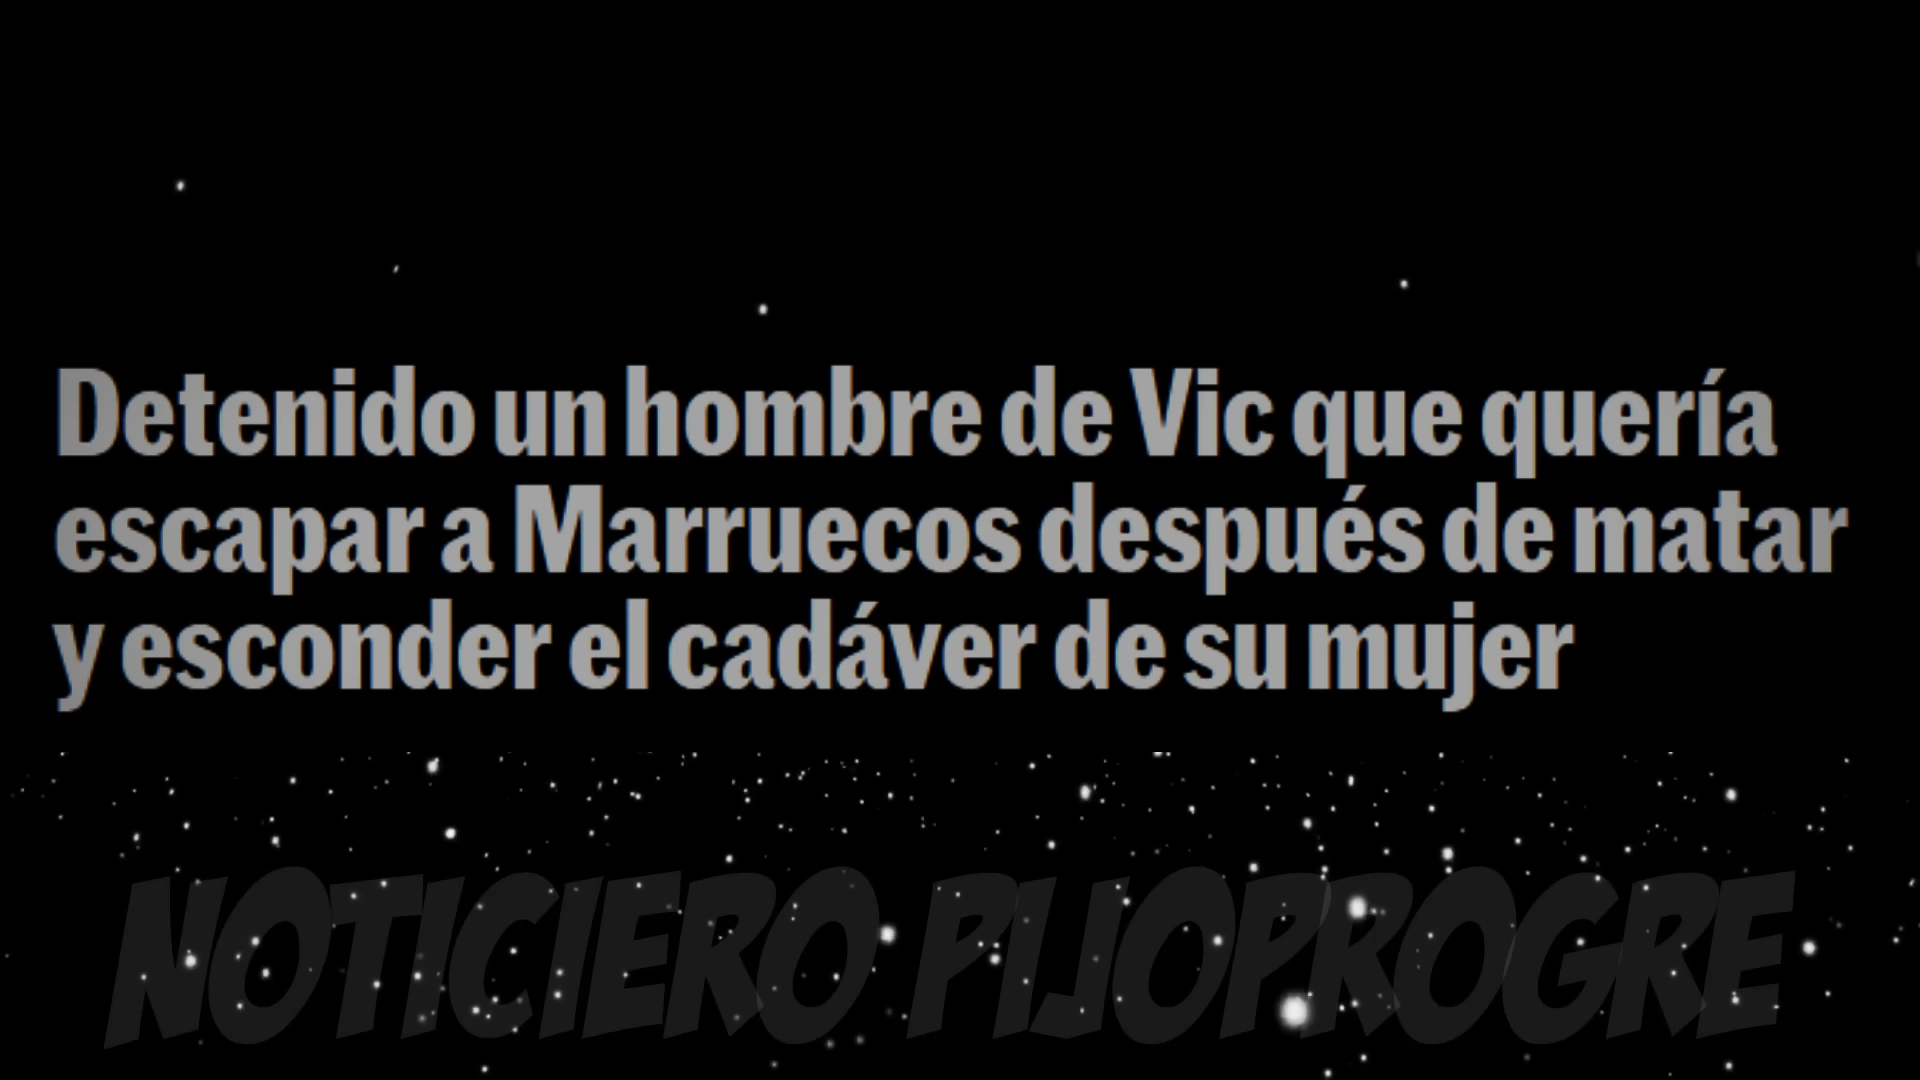 Detenido un hombre de Vic que quería
escapar a Marruecos después de matar
y esconder el cadáver de su mujer
NOTICIERO PIJOPROGRE